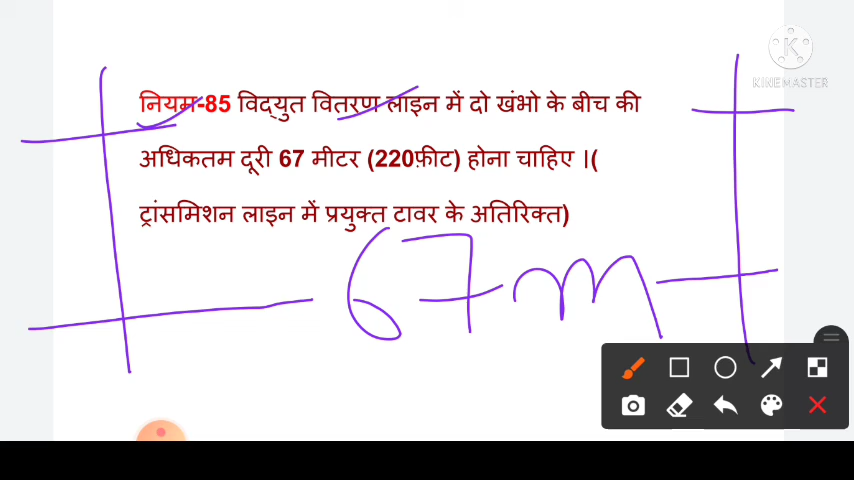 KINEMASTER
नियम-85 विद्युत वितरण लाइन में दो खंभो के बीच की
अधिकतम दूरी 67 मीटर (220फ़ीट) होना चाहिए ।(
ट्रांसमिशन लाइन में प्रयुक्त टावर के अतिरिक्त)
67m